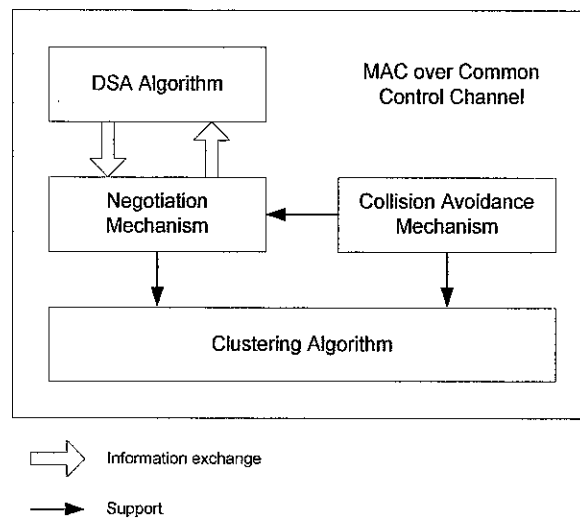 DSA Algorithm
MAC over Common
Control Channel
Negotiation
Mechanism
Collision Avoidance
Mechanism
Clustering Algorithm
Information exchange
Support